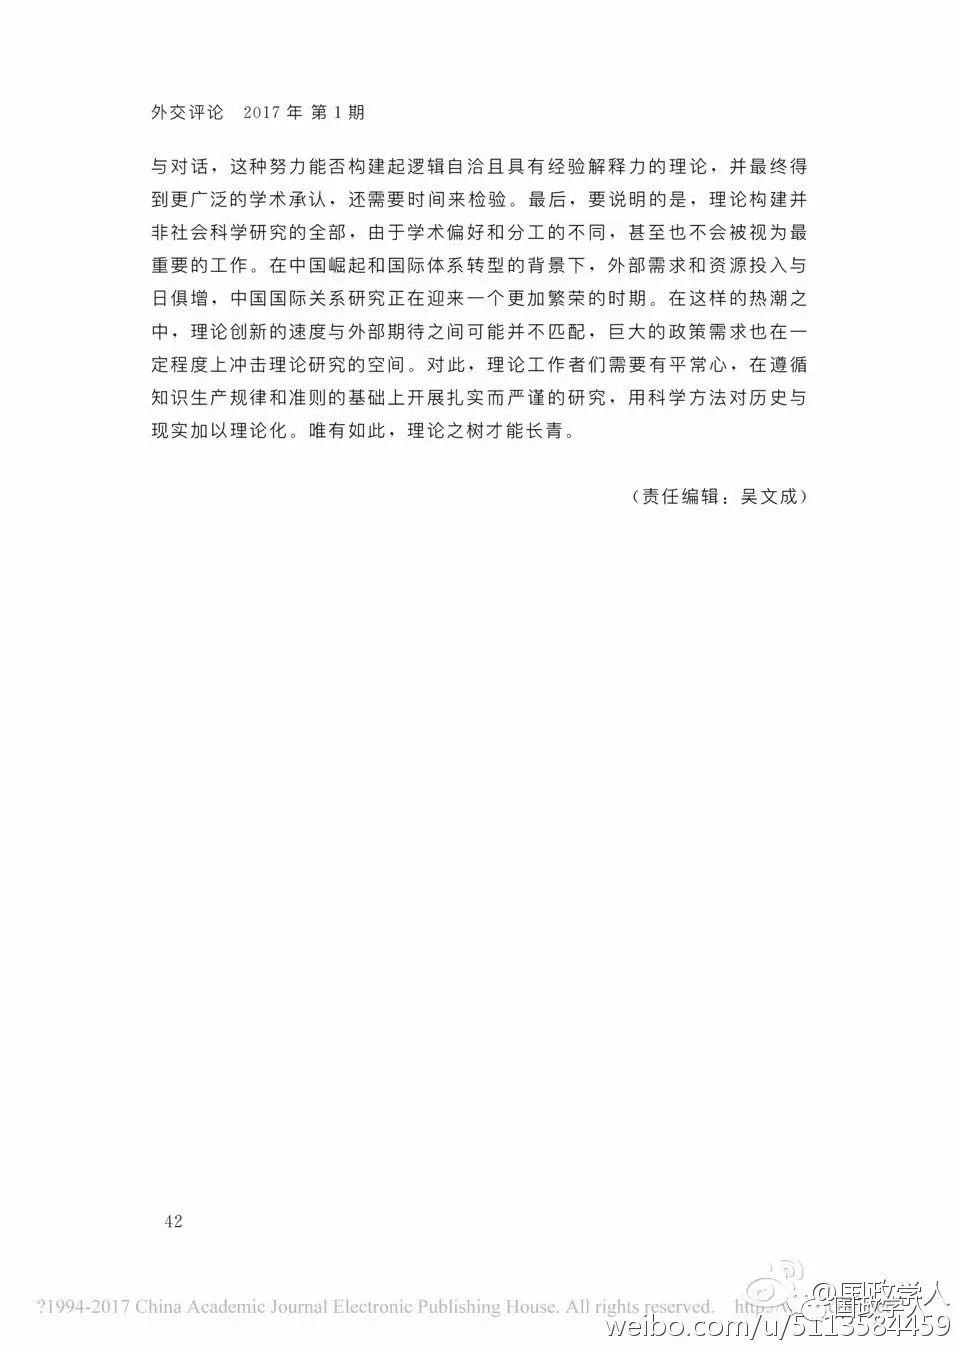 外交评论 2017 年 第 1 期
与对话，这种努力能否构建起逻辑自洽且具有经验解释力的理论，并最终得
到更广泛的学术承认，还需要时间来检验。最后，要说明的是，理论构建并
非社会科学研究的全部，由于学术偏好和分工的不同，甚至也不会被视为最
重要的工作。在中国崛起和国际体系转型的背景下，外部需求和资源投入与
日俱增，中国国际关系研究正在迎来一个更加繁荣的时期。在这样的热潮之
中，理论创新的速度与外部期待之间可能并不匹配，巨大的政策需求也在一
定程度上冲击理论研究的空间。对此，理论工作者们需要有平常心，在遵循
知识生产规律和准则的基础上开展扎实而严谨的研究，用科学方法对历史与
现实加以理论化。唯有如此，理论之树才能长青。
（责任编辑：吴文成）
42
@国政学人
?1994-2017 China Academic Journal Electronic Publishing House. All rights reserved.
国政学人
weibo.com/u/5113584459